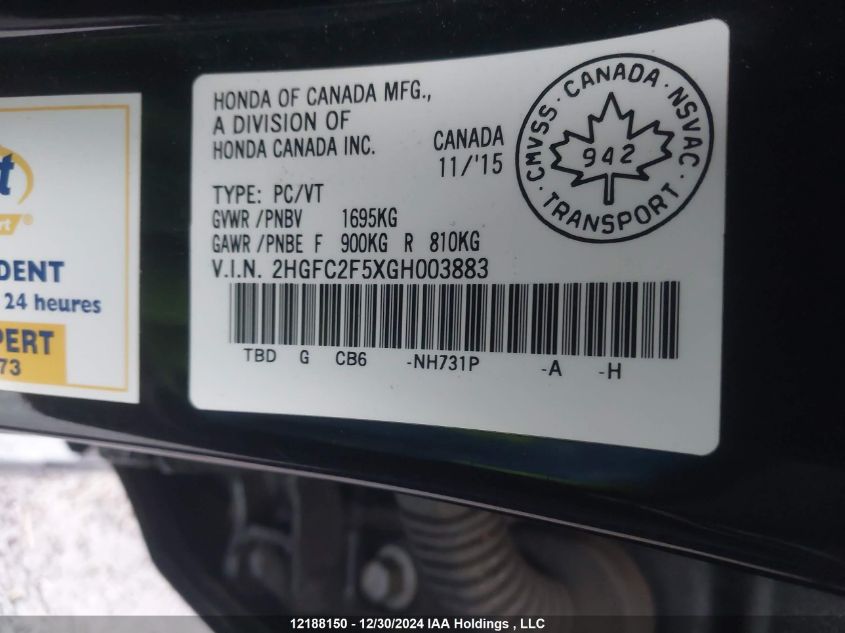 HONDA OF CANADA MFG.,
A DIVISION OF
HONDA CANADA INC.
CANADA
11/'15
CMVSS · CANADA · NSVAC · TRANSPORT ·
942
TYPE: PC/VT
GVWR /PNBV 1695KG
GAWR /PNBE F 900KG R 810KG
V.I.N. 2HGFC2F5XGH003883
TBD G CB6 -NH731P -A -H
24 heures
73
12188150 - 12/30/2024 IAA Holdings , LLC